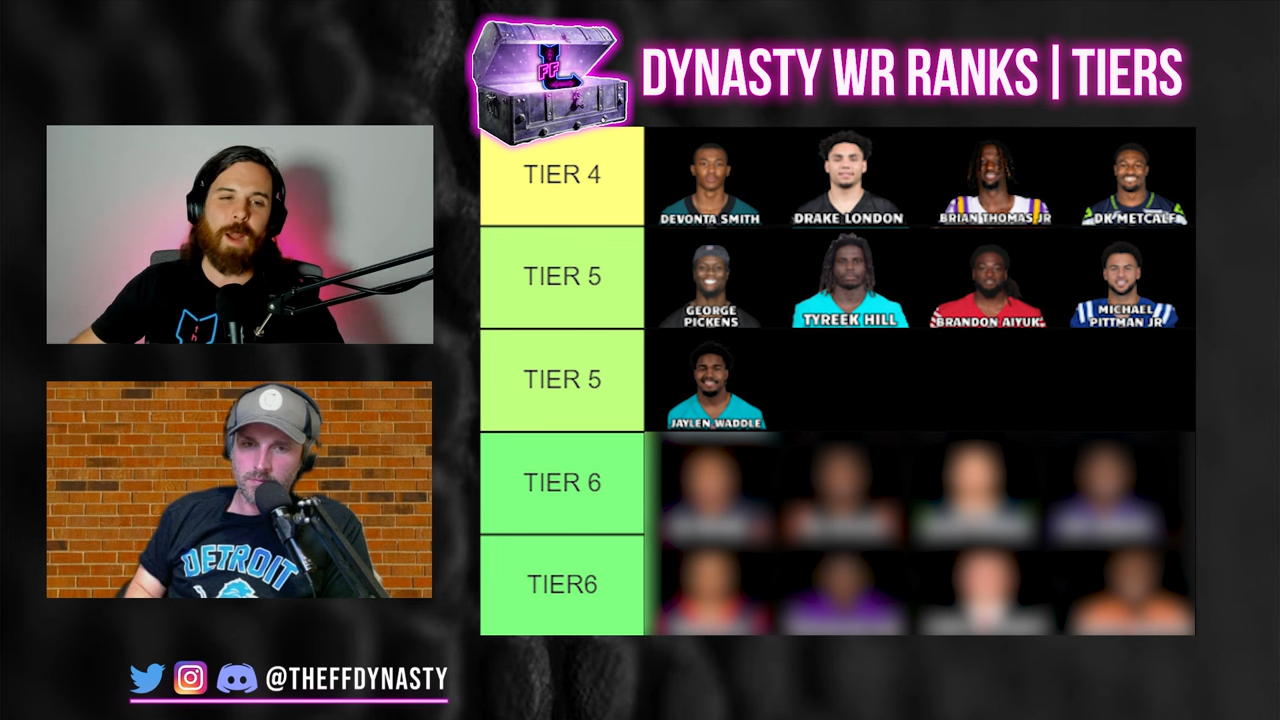 DYNASTY WR RANKS | TIERS
FF
TIER 4
DEVONTA SMITH
DRAKE LONDON
BRIAN THOMAS JR
DK METCALF
TIER 5
GEORGE
PICKENS
TYREEK HILL
BRANDON AIYUK
MICHAEL
PITTMAN JR
TIER 5
JAYLEN WADDLE
TIER 6
TIER6
DETROIT
@THEFFDYNASTY